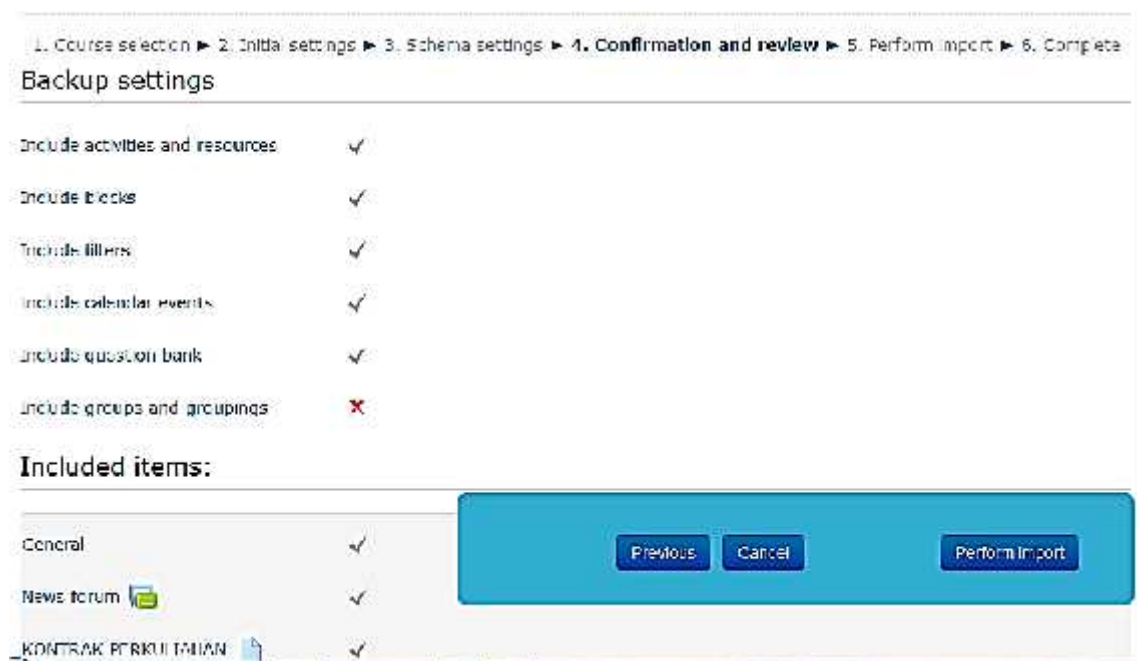 1. Course selection ► 2. Initial settings ► 3. Schema settings ► 4. Confirmation and review ► 5. Perform import ► 6. Complete
Backup settings
Include activities and resources
Include blocks
Include filters
Include calendar events
Include question bank
Include groups and groupings
Included items:
General
Previous Cancel Perform import
News forum
KONTRAK PERKULIAHAN